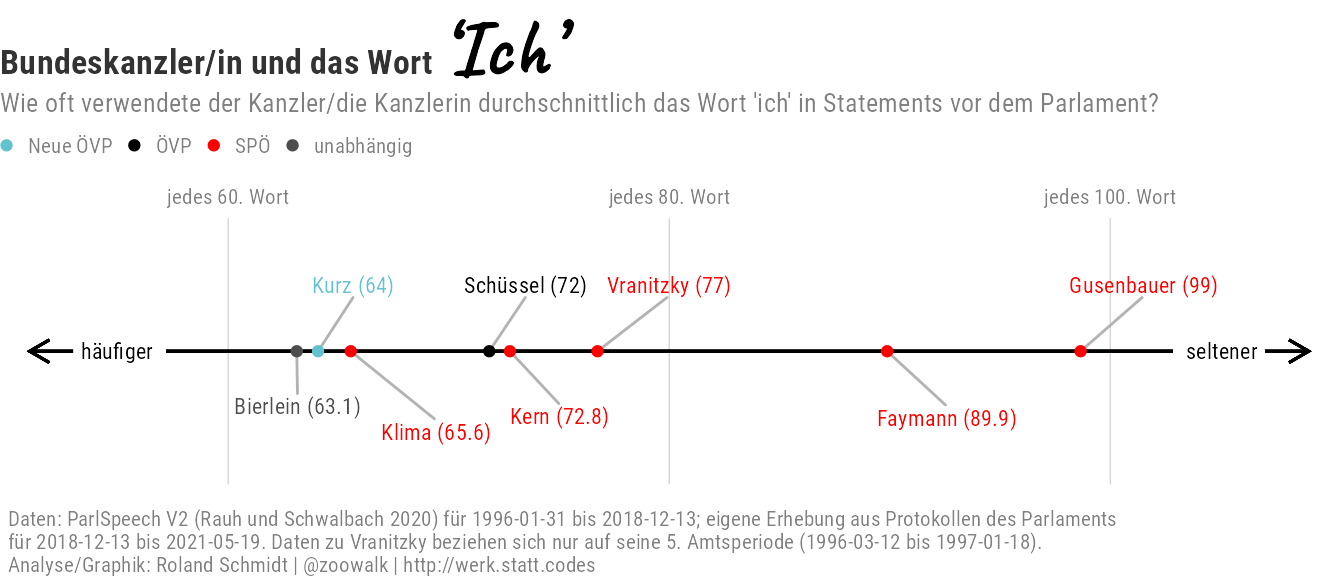 Bundeskanzler/in und das Wort ‘Ich’
Wie oft verwendete der Kanzler/die Kanzlerin durchschnittlich das Wort 'ich' in Statements vor dem Parlament?
Neue ÖVP ÖVP SPÖ unabhängig
jedes 60. Wort jedes 80. Wort jedes 100. Wort
Kurz (64) Schüssel (72) Vranitzky (77) Gusenbauer (99)
häufiger seltener
Bierlein (63.1) Klima (65.6) Kern (72.8) Faymann (89.9)
Daten: ParlSpeech V2 (Rauh und Schwalbach 2020) für 1996-01-31 bis 2018-12-13; eigene Erhebung aus Protokollen des Parlaments
für 2018-12-13 bis 2021-05-19. Daten zu Vranitzky beziehen sich nur auf seine 5. Amtsperiode (1996-03-12 bis 1997-01-18).
Analyse/Graphik: Roland Schmidt | @zoowalk | http://werk.statt.codes